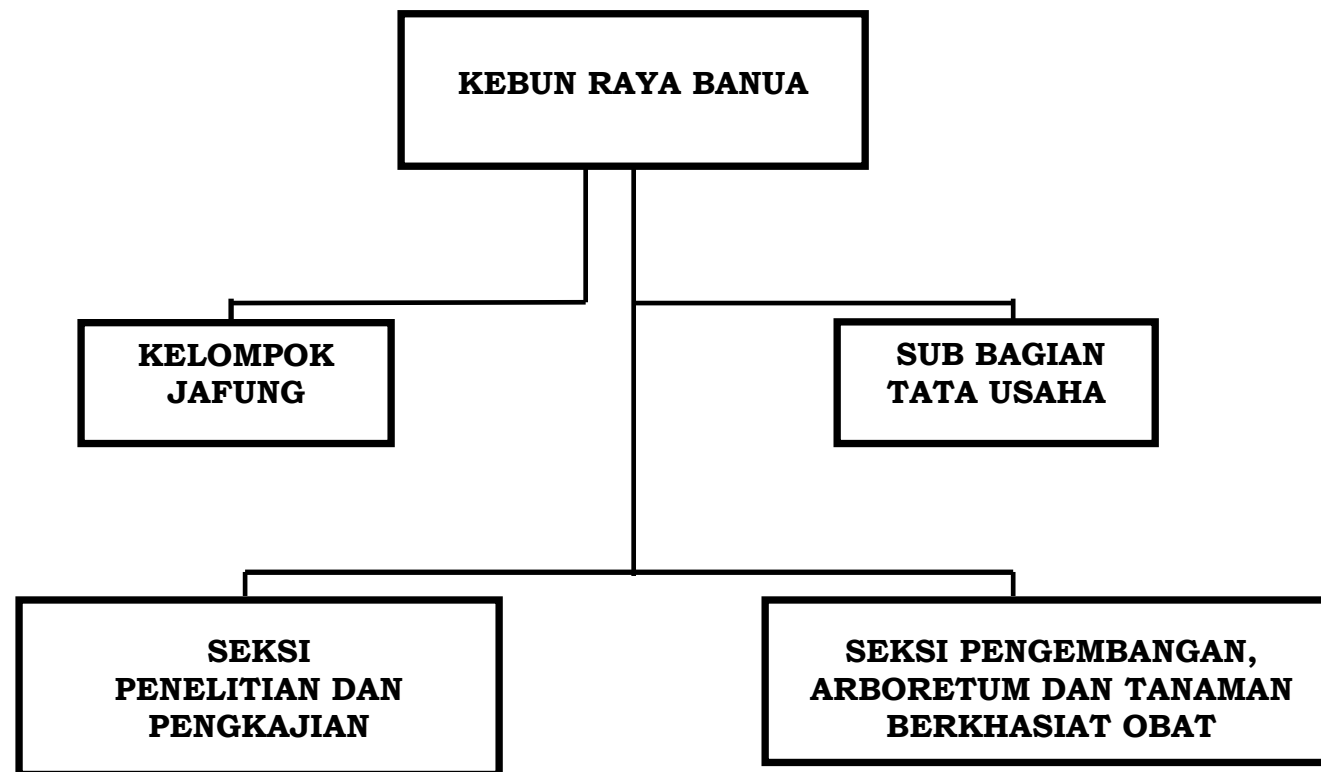 KEBUN RAYA BANUA
KELOMPOK
JAFUNG
SUB BAGIAN
TATA USAHA
SEKSI
PENELITIAN DAN
PENGKAJIAN
SEKSI PENGEMBANGAN,
ARBORETUM DAN TANAMAN
BERKHASIAT OBAT